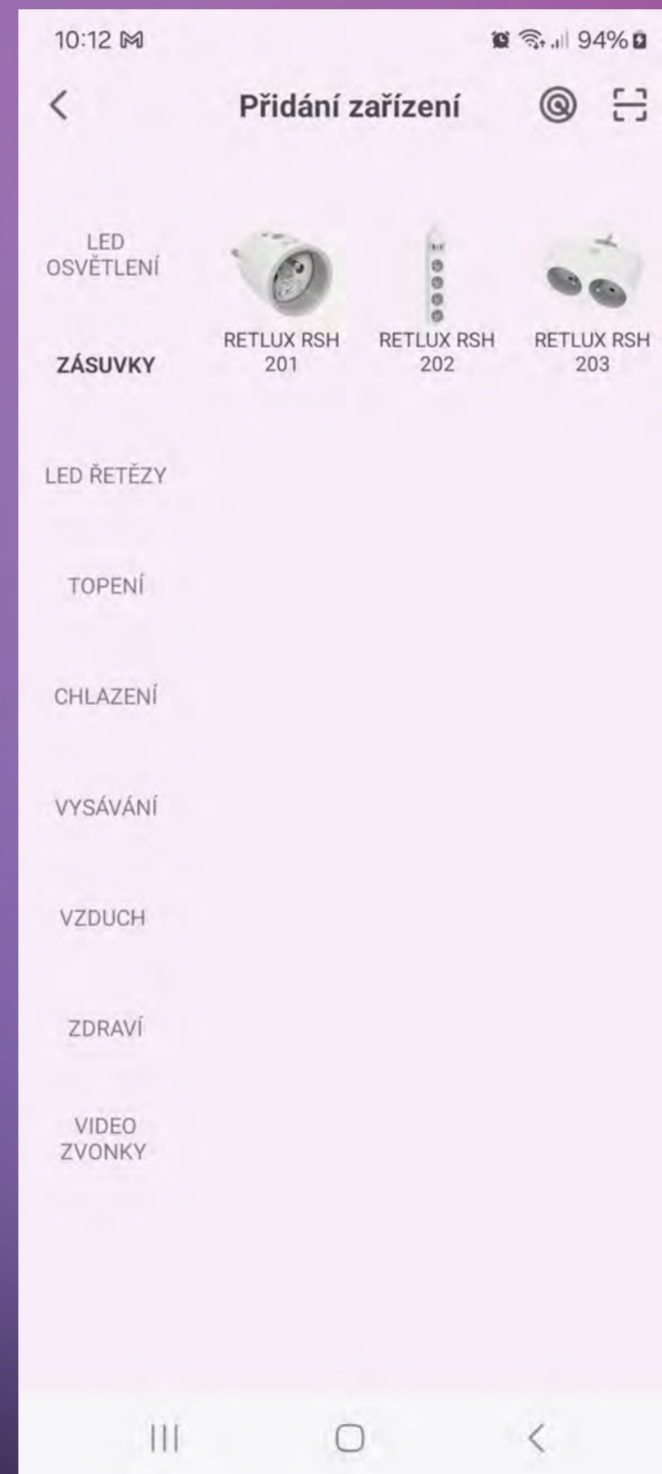 10:12
94%
Přidání zařízení
LED
OSVĚTLENÍ
ZÁSUVKY
LED ŘETĚZY
TOPENÍ
CHLAZENÍ
VYSÁVÁNÍ
VZDUCH
ZDRAVÍ
VIDEO
ZVONKY
RETLUX RSH
201
RETLUX RSH
202
RETLUX RSH
203